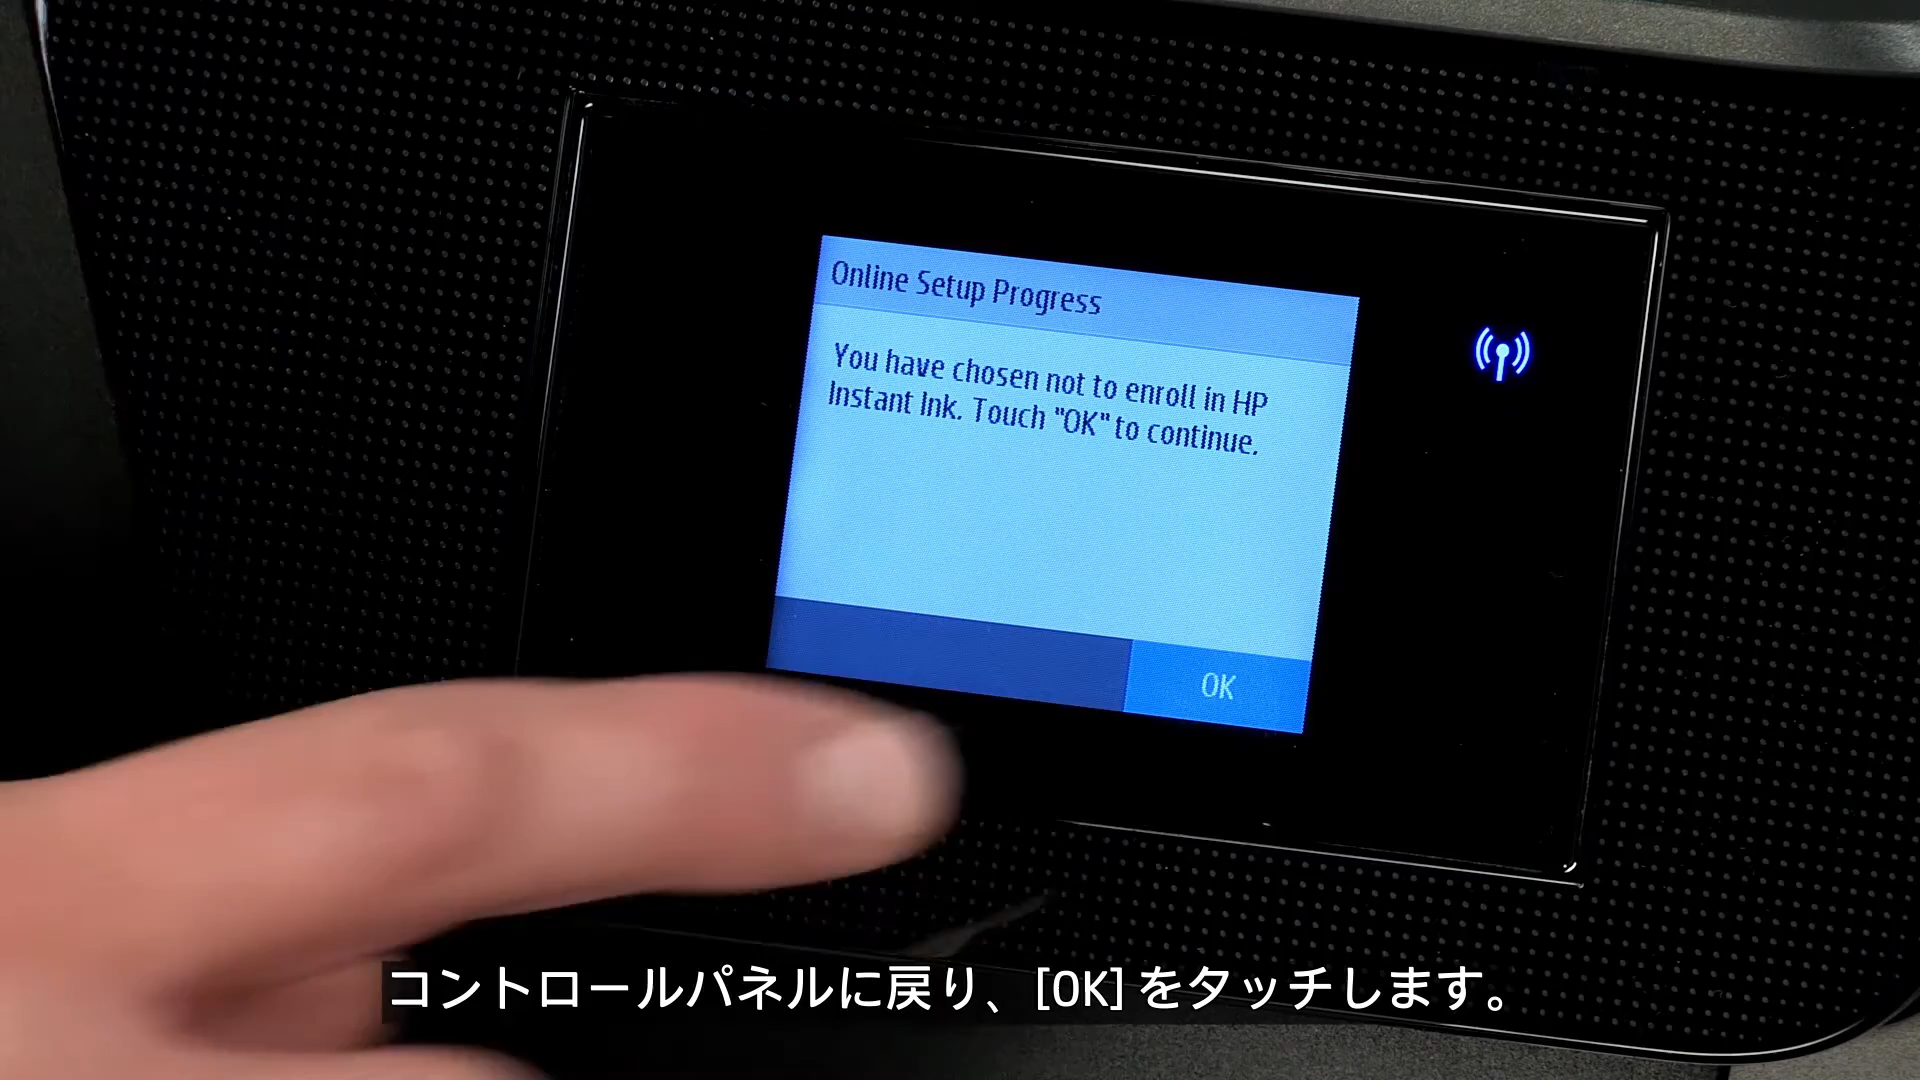 Online Setup Progress
You have chosen not to enroll in HP
Instant Ink. Touch "OK" to continue.
OK
コントロールパネルに戻り、[OK] をタッチします。